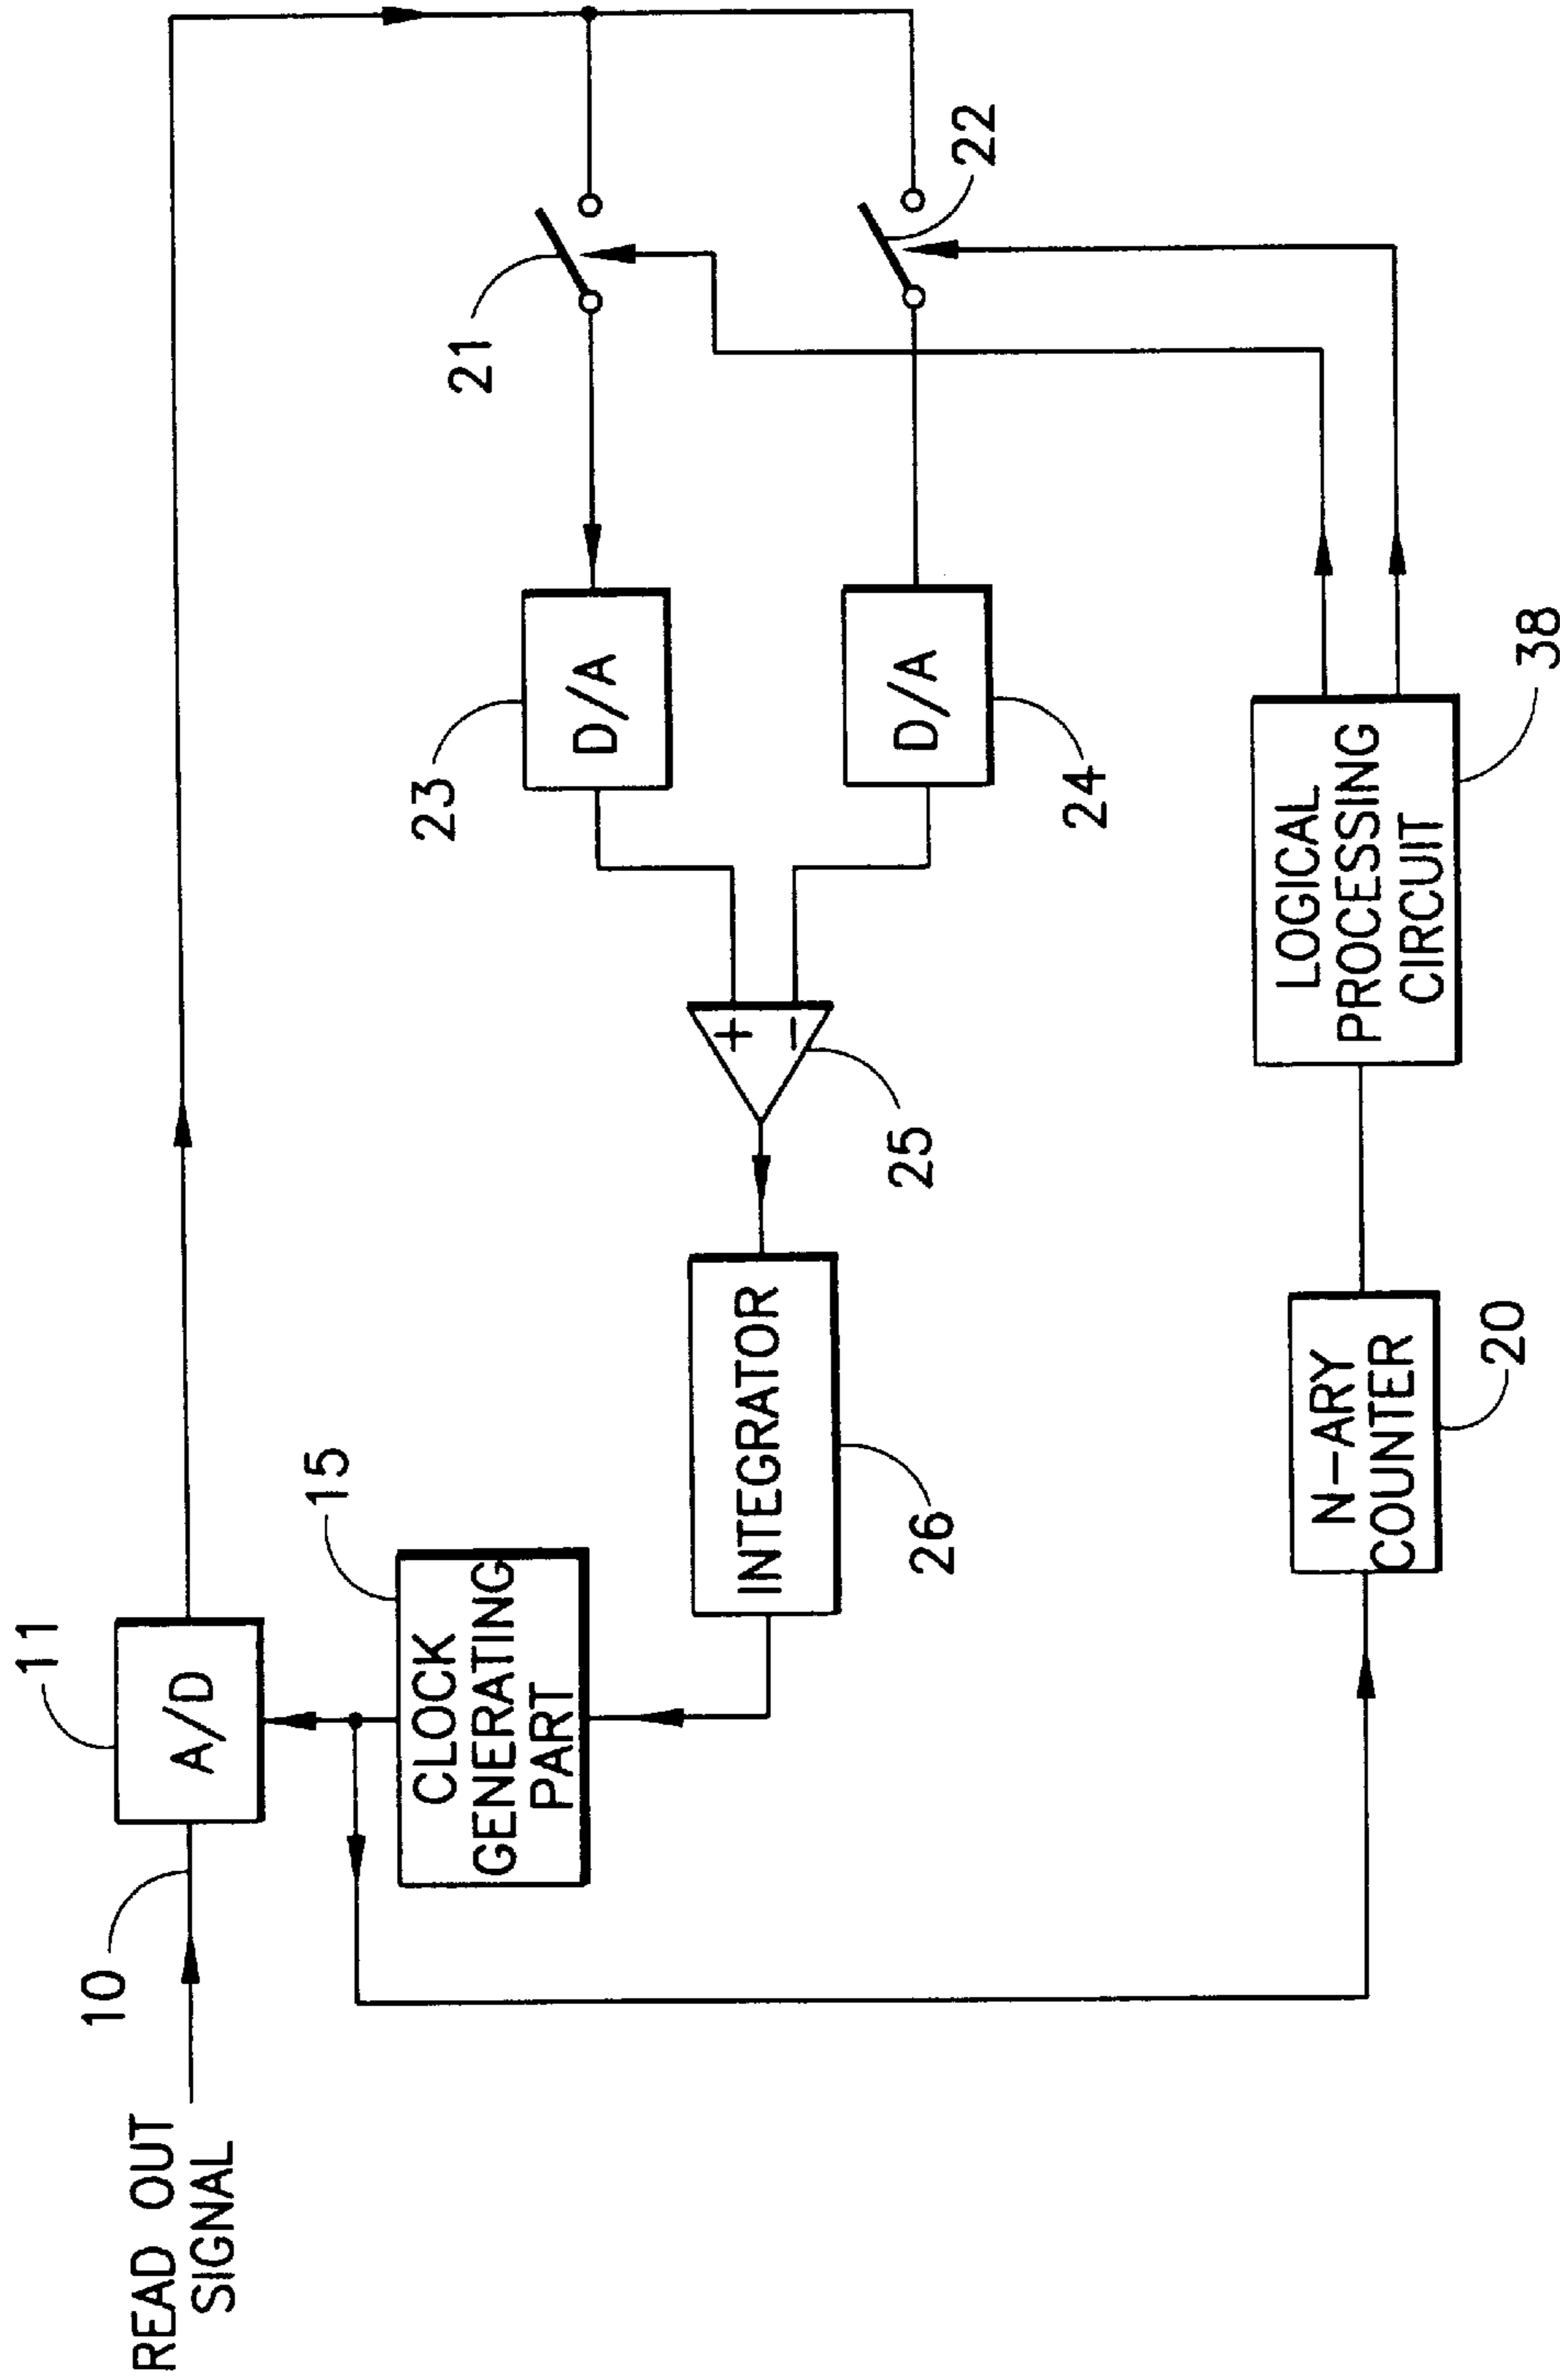 READ OUT
SIGNAL
10
11
A/D
15
CLOCK
GENERATING
PART
21
22
23
D/A
24
D/A
25
+
−
26
INTEGRATOR
20
N-ARY
COUNTER
38
LOGICAL
PROCESSING
CIRCUIT